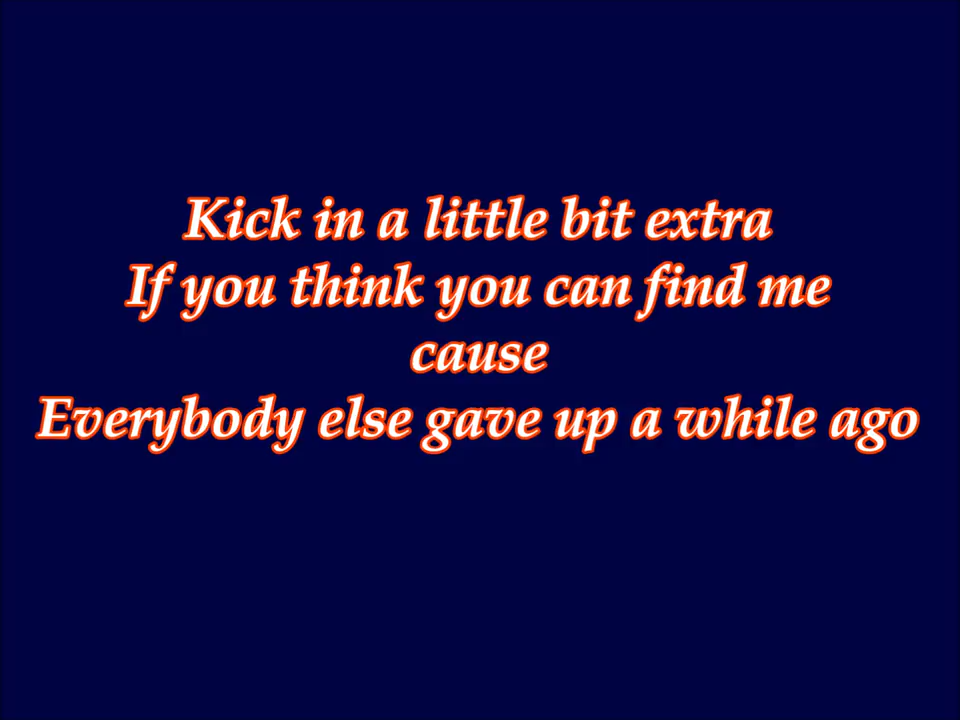 Kick in a little bit extra
If you think you can find me
cause
Everybody else gave up a while ago